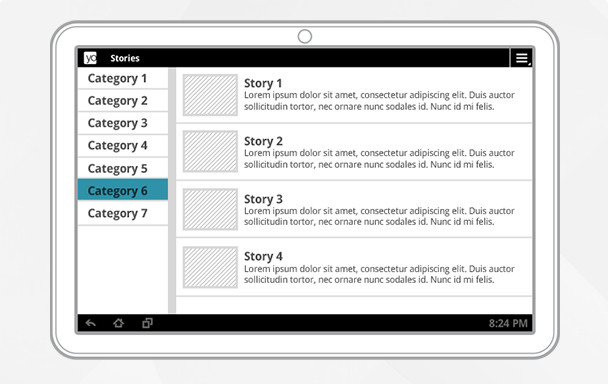 yo Stories
Category 1
Category 2
Category 3
Category 4
Category 5
Category 6
Category 7
Story 1
Lorem ipsum dolor sit amet, consectetur adipiscing elit. Duis auctor
sollicitudin tortor, nec ornare nunc sodales id. Nunc id mi felis.
Story 2
Lorem ipsum dolor sit amet, consectetur adipiscing elit. Duis auctor
sollicitudin tortor, nec ornare nunc sodales id. Nunc id mi felis.
Story 3
Lorem ipsum dolor sit amet, consectetur adipiscing elit. Duis auctor
sollicitudin tortor, nec ornare nunc sodales id. Nunc id mi felis.
Story 4
Lorem ipsum dolor sit amet, consectetur adipiscing elit. Duis auctor
sollicitudin tortor, nec ornare nunc sodales id. Nunc id mi felis.
8:24 PM